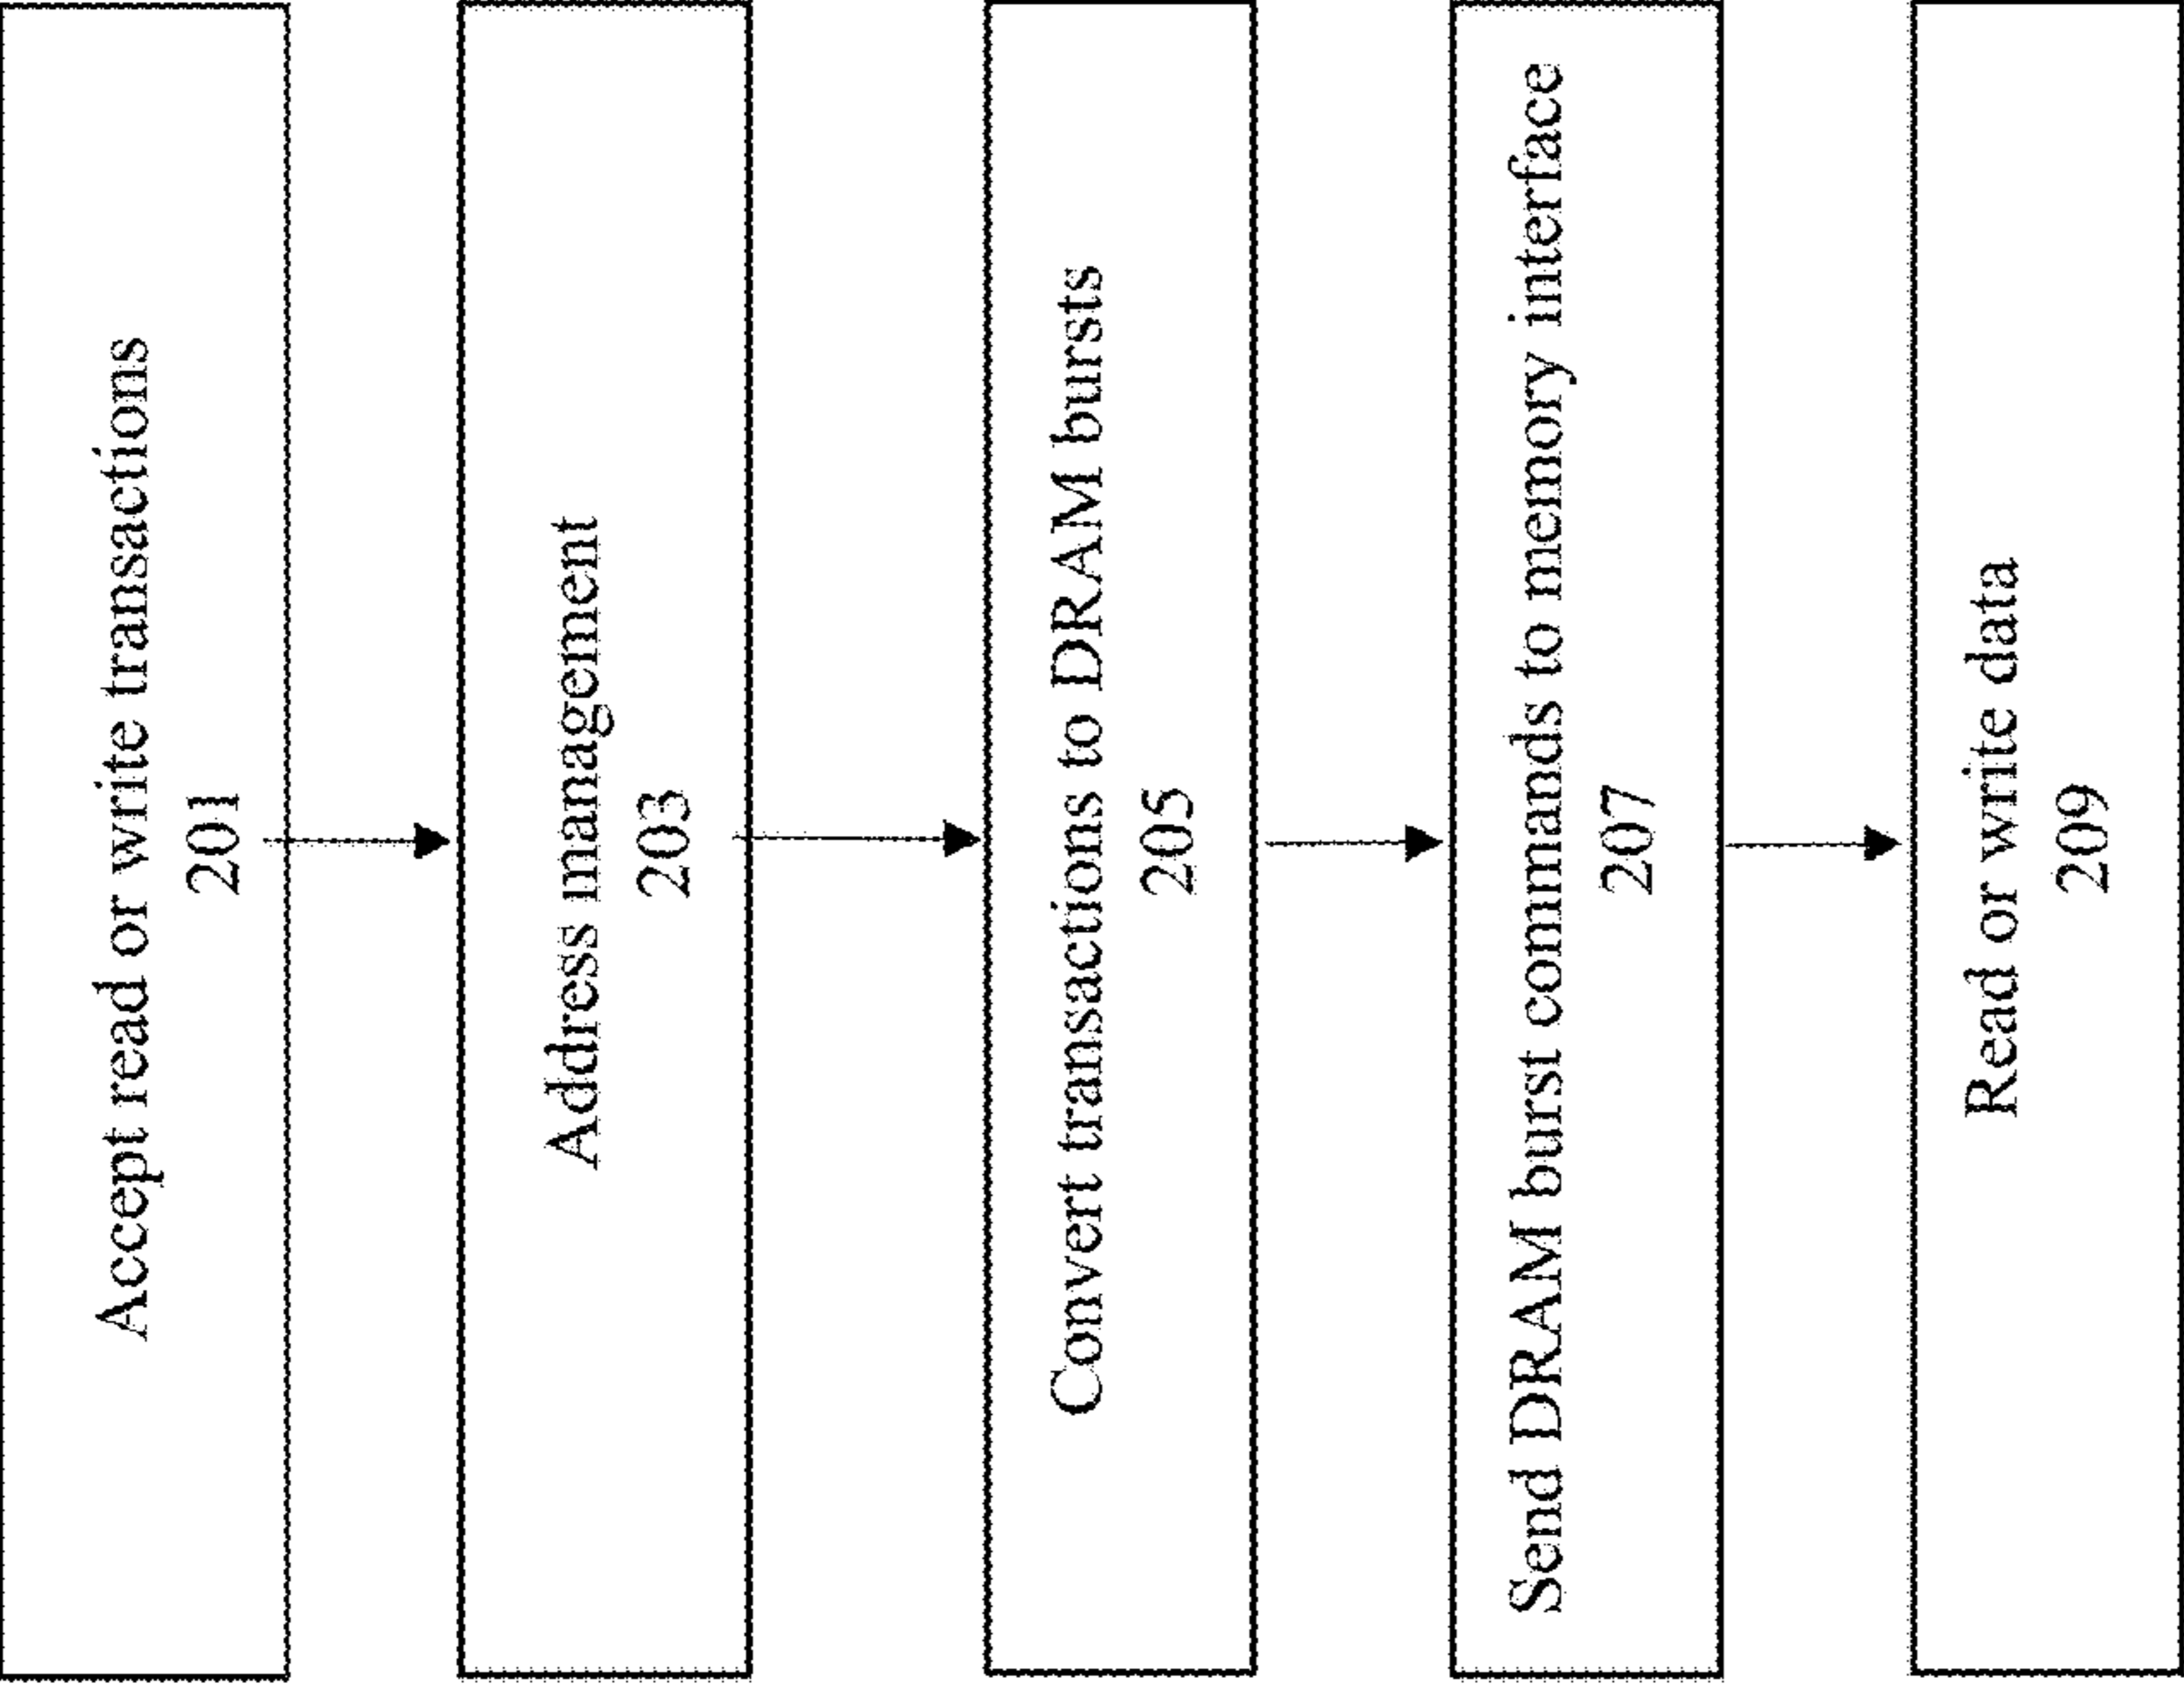 Accept read or write transactions
201
Address management
203
Convert transactions to DRAM bursts
205
Send DRAM burst commands to memory interface
207
Read or write data
209